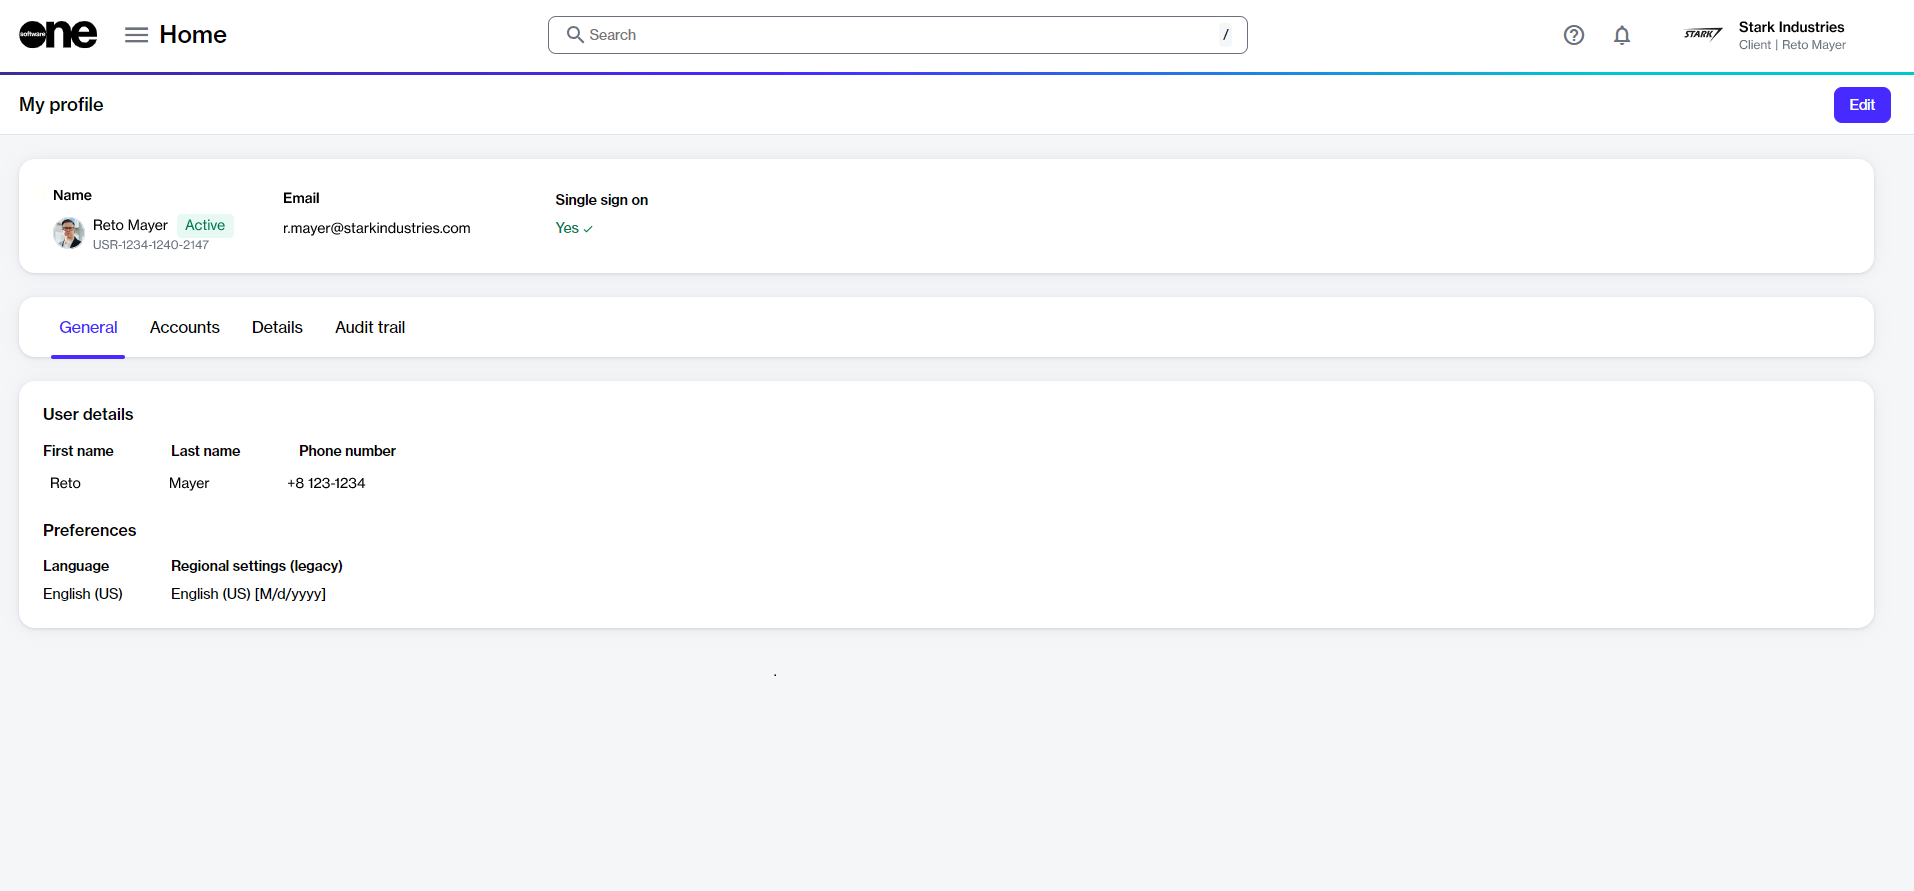 software one
Home
Search
/
STARK
Stark Industries
Client | Reto Mayer
My profile
Edit
Name
Email
Single sign on
Reto Mayer
Active
USR-1234-1240-2147
r.mayer@starkindustries.com
Yes
General
Accounts
Details
Audit trail
User details
First name
Last name
Phone number
Reto
Mayer
+8 123-1234
Preferences
Language
Regional settings (legacy)
English (US)
English (US) [M/d/yyyy]
.